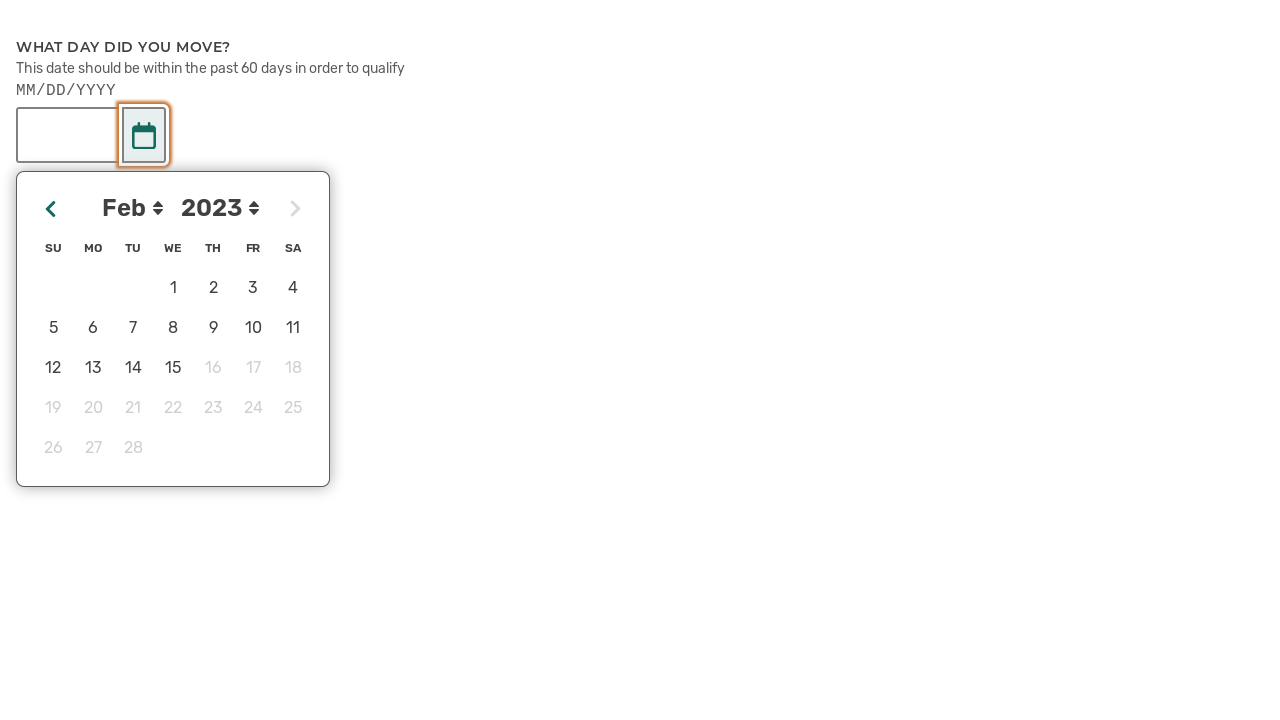 WHAT DAY DID YOU MOVE?
This date should be within the past 60 days in order to qualify
MM/DD/YYYY
Feb 2023
SU MO TU WE TH FR SA
1 2 3 4
5 6 7 8 9 10 11
12 13 14 15 16 17 18
19 20 21 22 23 24 25
26 27 28